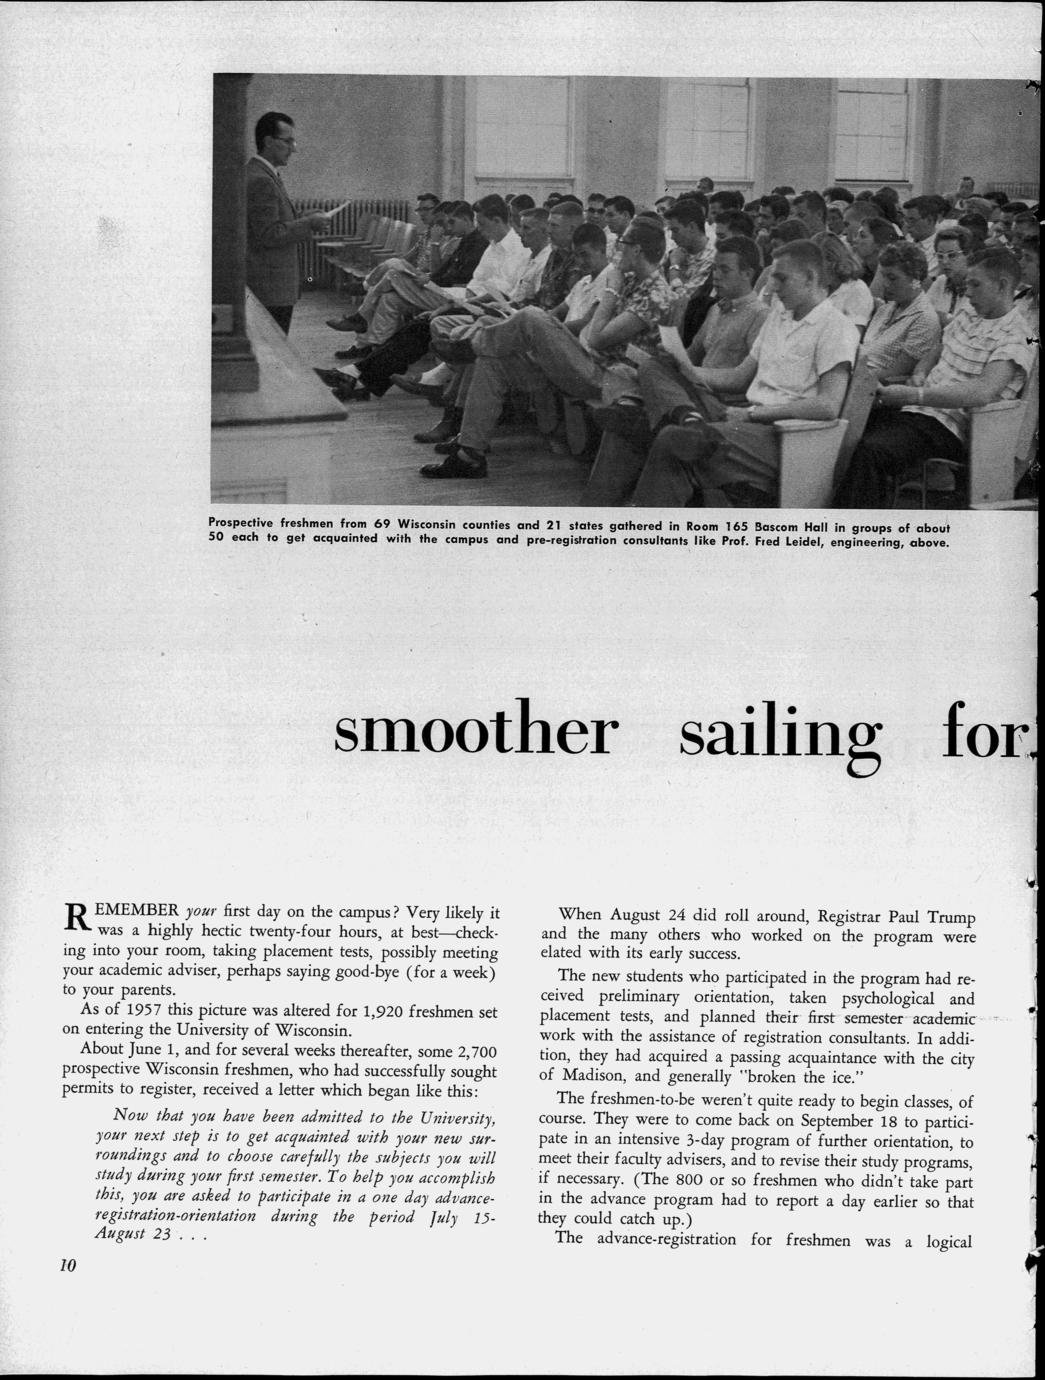 Prospective freshmen from 69 Wisconsin counties and 21 states gathered in Room 165 Bascom Hall in groups of about
50 each to get acquainted with the campus and pre-registration consultants like Prof. Fred Leidel, engineering, above.
smoother sailing for
REMEMBER your first day on the campus? Very likely it
was a highly hectic twenty-four hours, at best—check-
ing into your room, taking placement tests, possibly meeting
your academic adviser, perhaps saying good-bye (for a week)
to your parents.
As of 1957 this picture was altered for 1,920 freshmen set
on entering the University of Wisconsin.
About June 1, and for several weeks thereafter, some 2,700
prospective Wisconsin freshmen, who had successfully sought
permits to register, received a letter which began like this:
Now that you have been admitted to the University,
your next step is to get acquainted with your new sur-
roundings and to choose carefully the subjects you will
study during your first semester. To help you accomplish
this, you are asked to participate in a one day advance-
registration-orientation during the period July 15-
August 23 . . .
10
When August 24 did roll around, Registrar Paul Trump
and the many others who worked on the program were
elated with its early success.
The new students who participated in the program had re-
ceived preliminary orientation, taken psychological and
placement tests, and planned their first semester academic
work with the assistance of registration consultants. In addi-
tion, they had acquired a passing acquaintance with the city
of Madison, and generally "broken the ice."
The freshmen-to-be weren't quite ready to begin classes, of
course. They were to come back on September 18 to partici-
pate in an intensive 3-day program of further orientation, to
meet their faculty advisers, and to revise their study programs,
if necessary. (The 800 or so freshmen who didn't take part
in the advance program had to report a day earlier so that
they could catch up.)
The advance-registration for freshmen was a logical